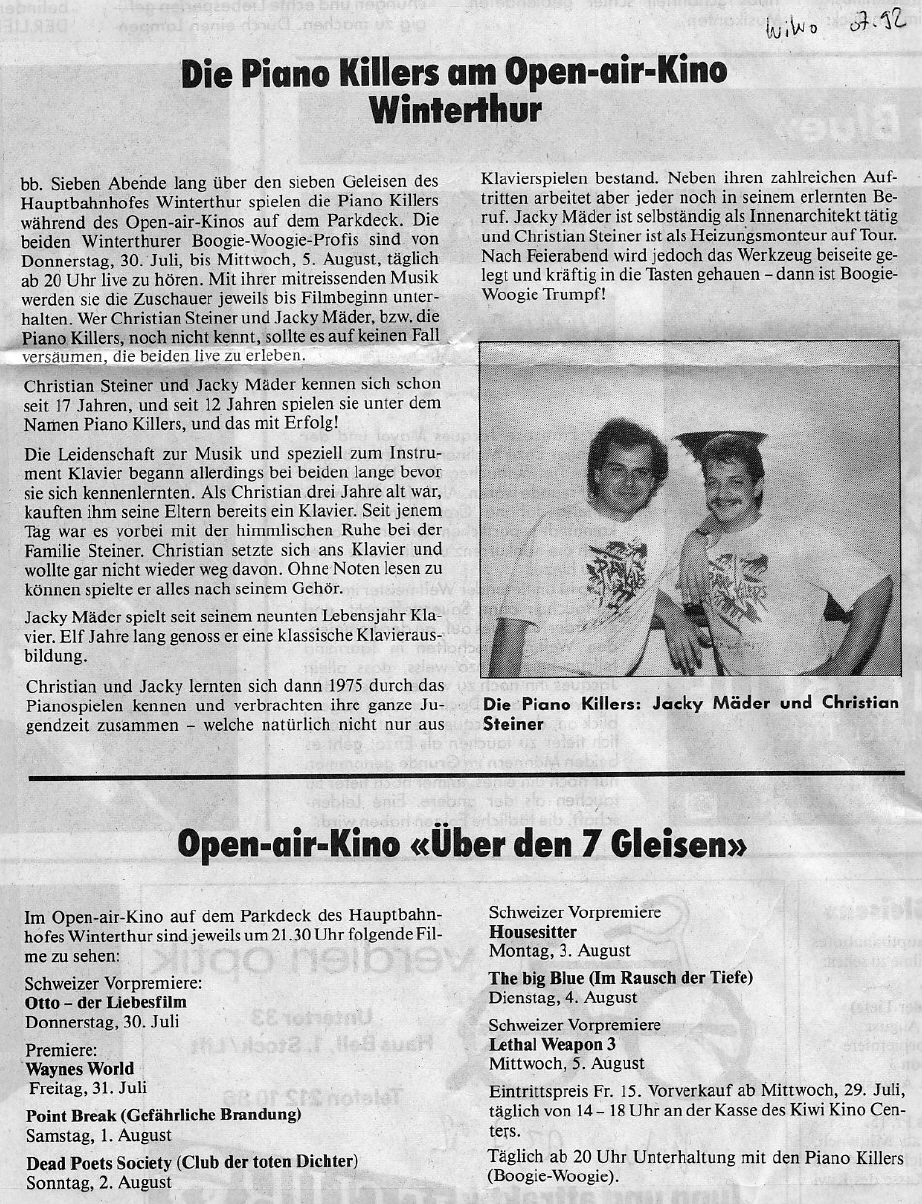 WiWo 07.92
Die Piano Killers am Open-air-Kino
Winterthur
bb. Sieben Abende lang über den sieben Geleisen des
Hauptbahnhofes Winterthur spielen die Piano Killers
während des Open-air-Kinos auf dem Parkdeck. Die
beiden Winterthurer Boogie-Woogie-Profis sind von
Donnerstag, 30. Juli, bis Mittwoch, 5. August, täglich
ab 20 Uhr live zu hören. Mit ihrer mitreissenden Musik
werden sie die Zuschauer jeweils bis Filmbeginn unter-
halten. Wer Christian Steiner und Jacky Mäder, bzw. die
Piano Killers, noch nicht kennt, sollte es auf keinen Fall
versäumen, die beiden live zu erleben.
Christian Steiner und Jacky Mäder kennen sich schon
seit 17 Jahren, und seit 12 Jahren spielen sie unter dem
Namen Piano Killers, und das mit Erfolg!
Die Leidenschaft zur Musik und speziell zum Instru-
ment Klavier begann allerdings bei beiden lange bevor
sie sich kennenlernten. Als Christian drei Jahre alt war,
kauften ihm seine Eltern bereits ein Klavier. Seit jenem
Tag war es vorbei mit der himmlischen Ruhe bei der
Familie Steiner. Christian setzte sich ans Klavier und
wollte gar nicht wieder weg davon. Ohne Noten lesen zu
können spielte er alles nach seinem Gehör.
Jacky Mäder spielt seit seinem neunten Lebensjahr Kla-
vier. Elf Jahre lang genoss er eine klassische Klavieraus-
bildung.
Christian und Jacky lernten sich dann 1975 durch das
Pianospielen kennen und verbrachten ihre ganze Ju-
gendzeit zusammen – welche natürlich nicht nur aus
Klavierspielen bestand. Neben ihren zahlreichen Auf-
tritten arbeitet aber jeder noch in seinem erlernten Be-
ruf. Jacky Mäder ist selbständig als Innenarchitekt tätig
und Christian Steiner ist als Heizungsmonteur auf Tour.
Nach Feierabend wird jedoch das Werkzeug beiseite ge-
legt und kräftig in die Tasten gehauen – dann ist Boogie-
Woogie Trumpf!
Die Piano Killers: Jacky Mäder und Christian
Steiner
Open-air-Kino «Über den 7 Gleisen»
Im Open-air-Kino auf dem Parkdeck des Hauptbahn-
hofes Winterthur sind jeweils um 21.30 Uhr folgende Fil-
me zu sehen:
Schweizer Vorpremiere:
Otto – der Liebesfilm
Donnerstag, 30. Juli
Premiere:
Waynes World
Freitag, 31. Juli
Point Break (Gefährliche Brandung)
Samstag, 1. August
Dead Poets Society (Club der toten Dichter)
Sonntag, 2. August
Schweizer Vorpremiere
Housesitter
Montag, 3. August
The big Blue (Im Rausch der Tiefe)
Dienstag, 4. August
Schweizer Vorpremiere
Lethal Weapon 3
Mittwoch, 5. August
Eintrittspreis Fr. 15. Vorverkauf ab Mittwoch, 29. Juli,
täglich von 14 – 18 Uhr an der Kasse des Kiwi Kino Cen-
ters.
Täglich ab 20 Uhr Unterhaltung mit den Piano Killers
(Boogie-Woogie).